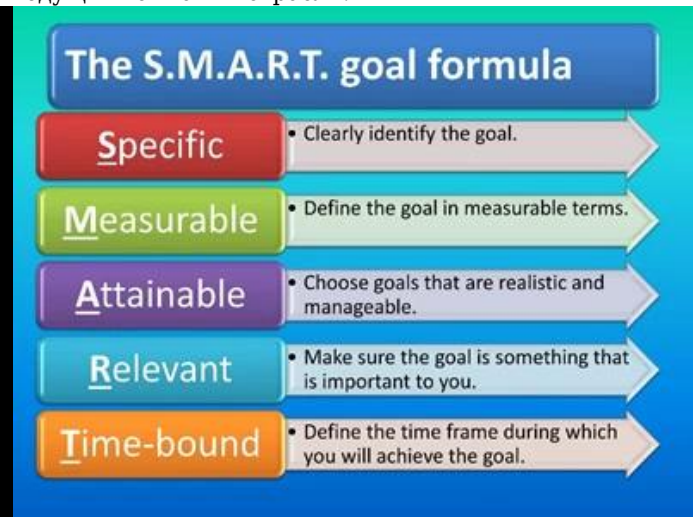 The S.M.A.R.T. goal formula
Specific
• Clearly identify the goal.
Measurable
• Define the goal in measurable terms.
Attainable
• Choose goals that are realistic and
manageable.
Relevant
• Make sure the goal is something that
is important to you.
Time-bound
• Define the time frame during which
you will achieve the goal.